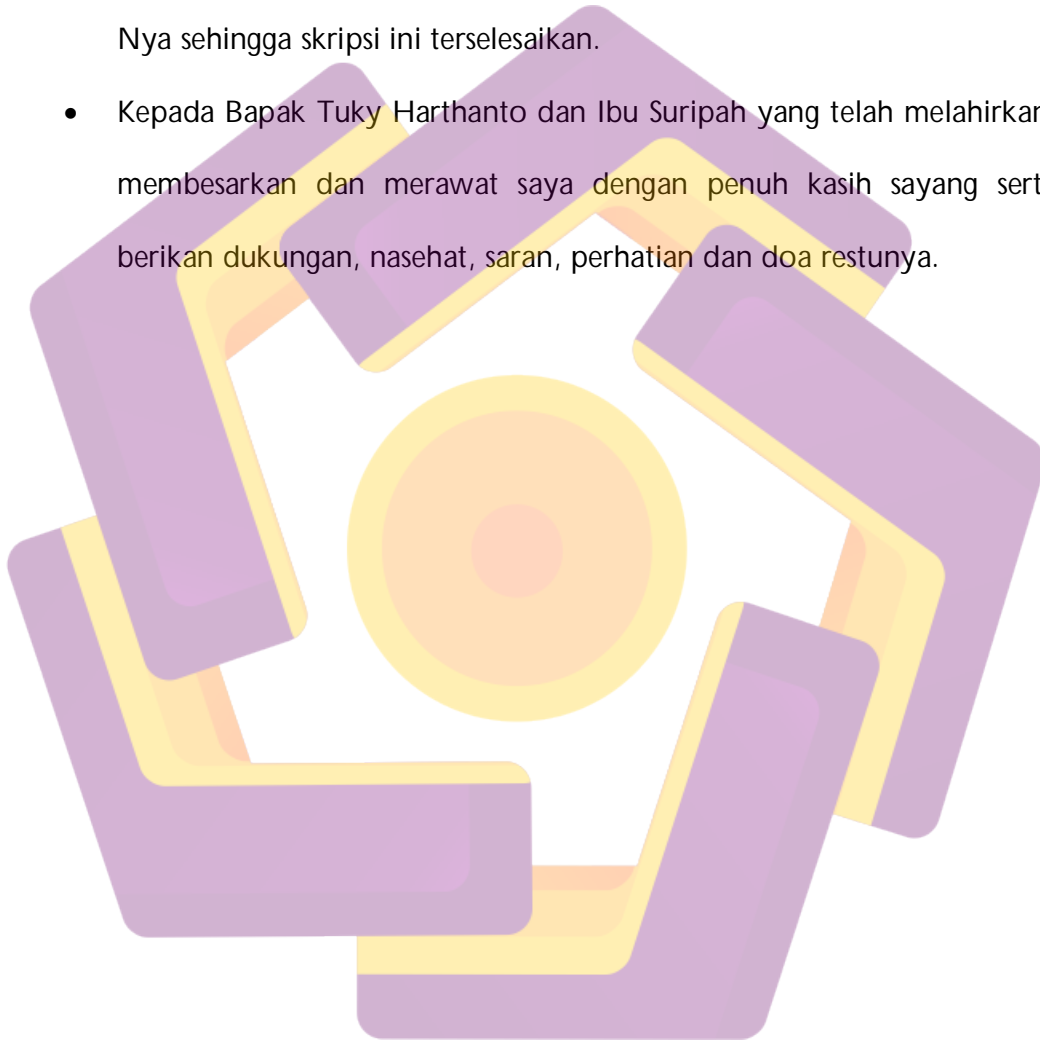 Nya sehingga skripsi ini terselesaikan.
• Kepada Bapak Tuky Harthanto dan Ibu Suripah yang telah melahirkan
membesarkan dan merawat saya dengan penuh kasih sayang sert
berikan dukungan, nasehat, saran, perhatian dan doa restunya.